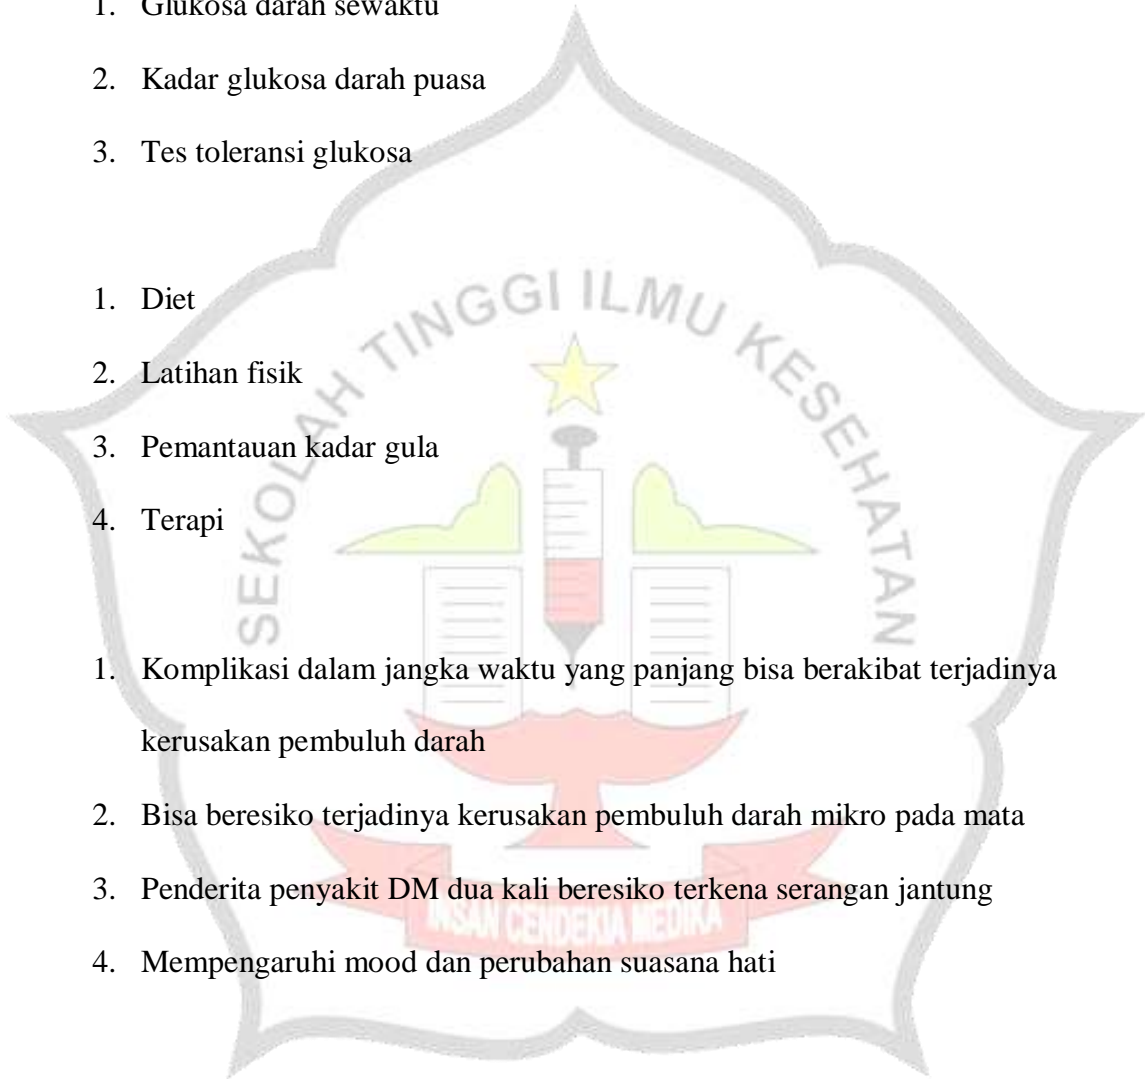 1. Glukosa darah sewaktu
2. Kadar glukosa darah puasa
3. Tes toleransi glukosa
1. Diet
2. Latihan fisik
3. Pemantauan kadar gula
4. Terapi
1. Komplikasi dalam jangka waktu yang panjang bisa berakibat terjadinya
kerusakan pembuluh darah
2. Bisa beresiko terjadinya kerusakan pembuluh darah mikro pada mata
3. Penderita penyakit DM dua kali beresiko terkena serangan jantung
4. Mempengaruhi mood dan perubahan suasana hati
SEKOLAH TINGGI ILMU KESEHATAN
INSAN CENDEKIA MEDIKA